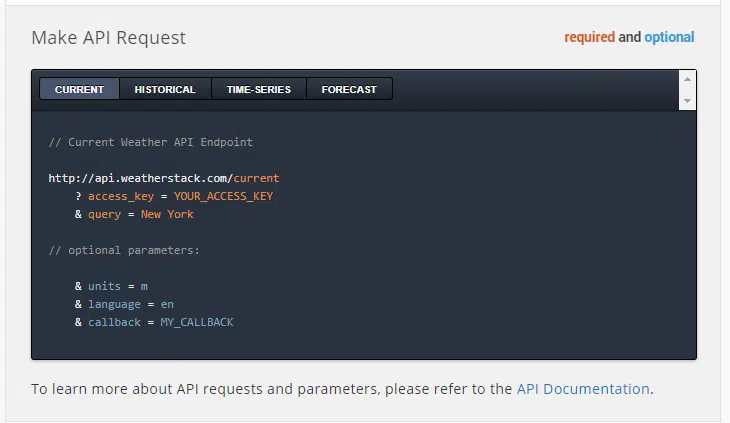 Make API Request
required and optional
CURRENT HISTORICAL TIME-SERIES FORECAST
// Current Weather API Endpoint
http://api.weatherstack.com/current
? access_key = YOUR_ACCESS_KEY
& query = New York
// optional parameters:
& units = m
& language = en
& callback = MY_CALLBACK
To learn more about API requests and parameters, please refer to the API Documentation.